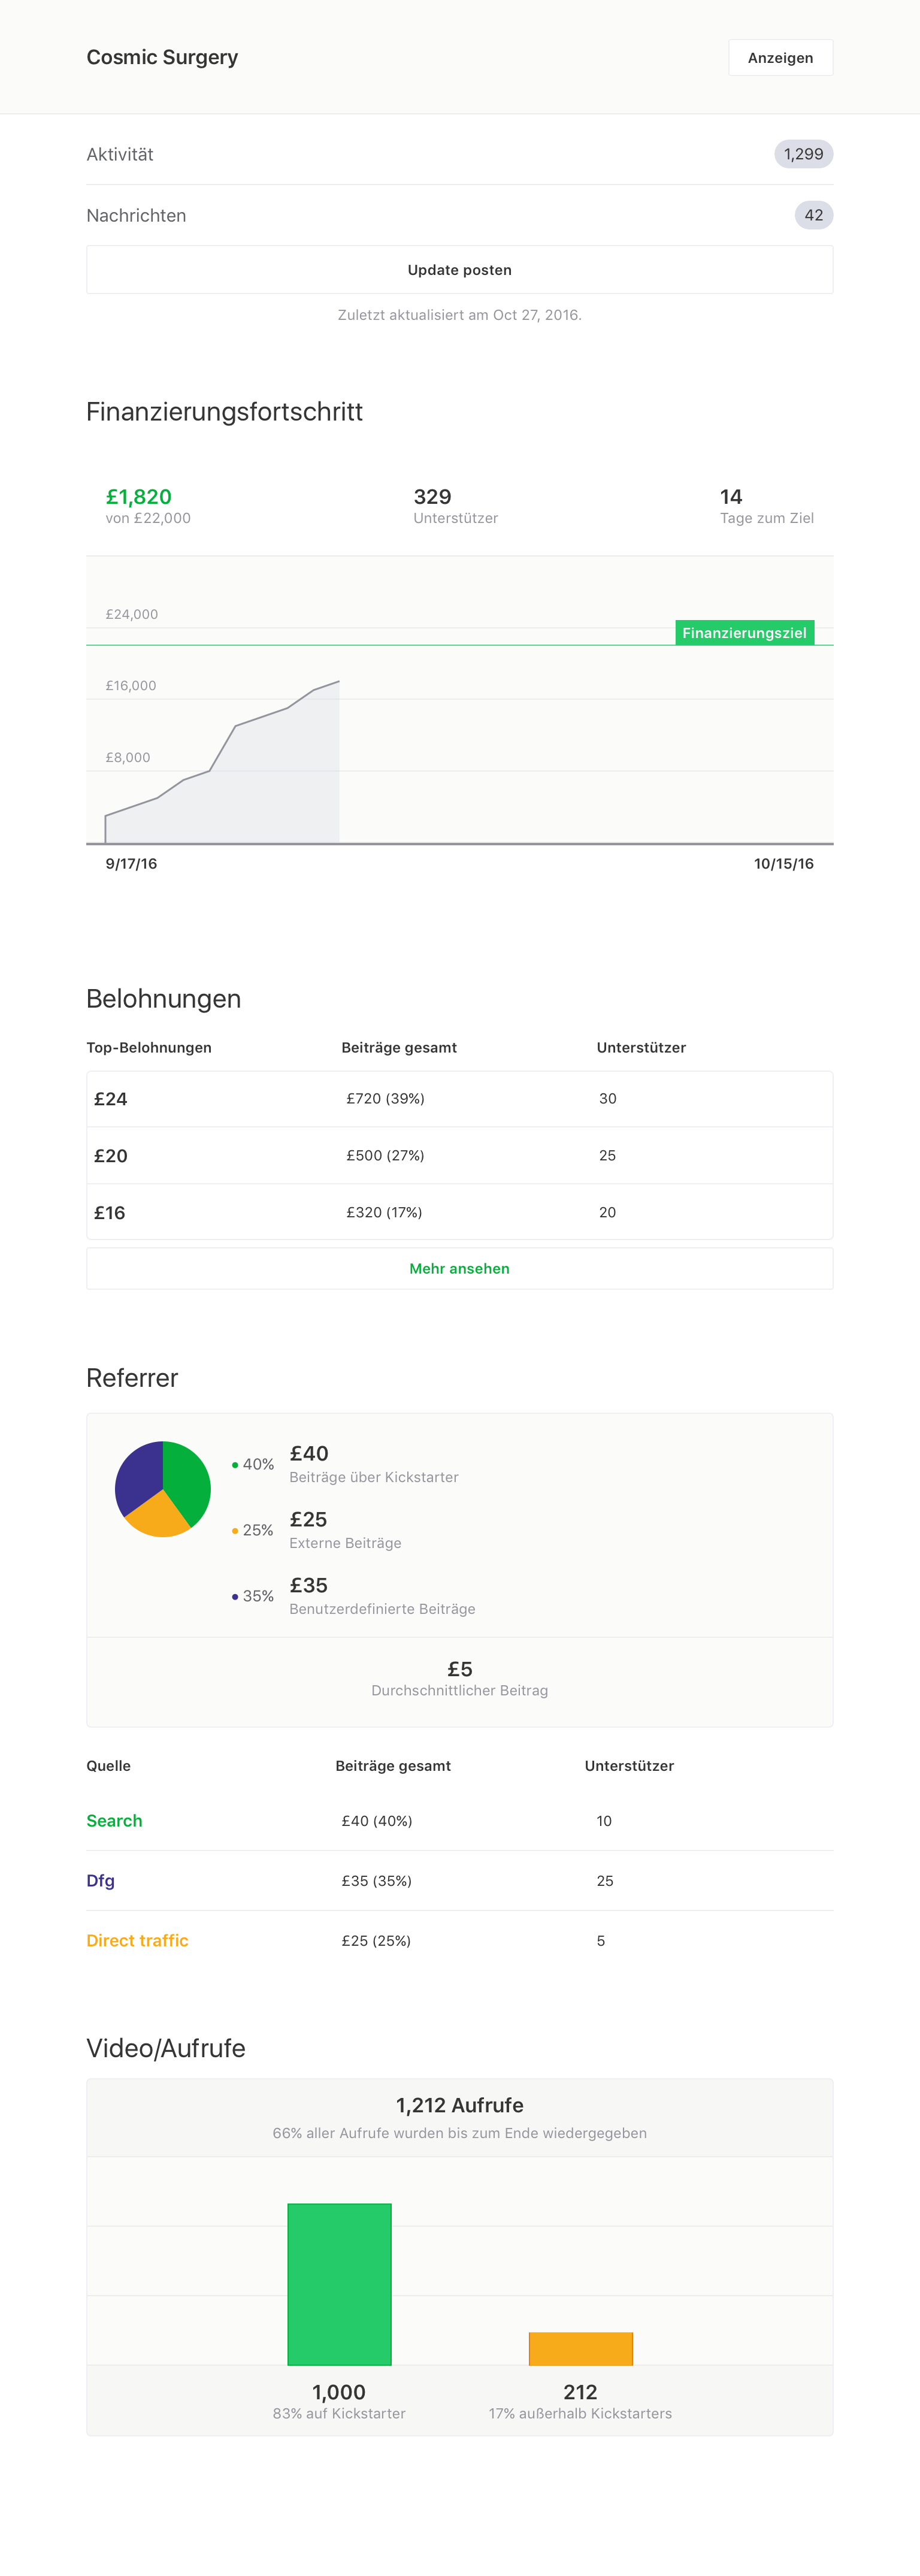 Cosmic Surgery
Anzeigen
Aktivität
1,299
Nachrichten
42
Update posten
Zuletzt aktualisiert am Oct 27, 2016.
Finanzierungsfortschritt
£1,820
von £22,000
329
Unterstützer
14
Tage zum Ziel
£24,000
Finanzierungsziel
£16,000
£8,000
9/17/16
10/15/16
Belohnungen
Top-Belohnungen Beiträge gesamt Unterstützer
£24 £720 (39%) 30
£20 £500 (27%) 25
£16 £320 (17%) 20
Mehr ansehen
Referrer
40% £40
Beiträge über Kickstarter
25% £25
Externe Beiträge
35% £35
Benutzerdefinierte Beiträge
£5
Durchschnittlicher Beitrag
Quelle Beiträge gesamt Unterstützer
Search £40 (40%) 10
Dfg £35 (35%) 25
Direct traffic £25 (25%) 5
Video/Aufrufe
1,212 Aufrufe
66% aller Aufrufe wurden bis zum Ende wiedergegeben
1,000
83% auf Kickstarter
212
17% außerhalb Kickstarters